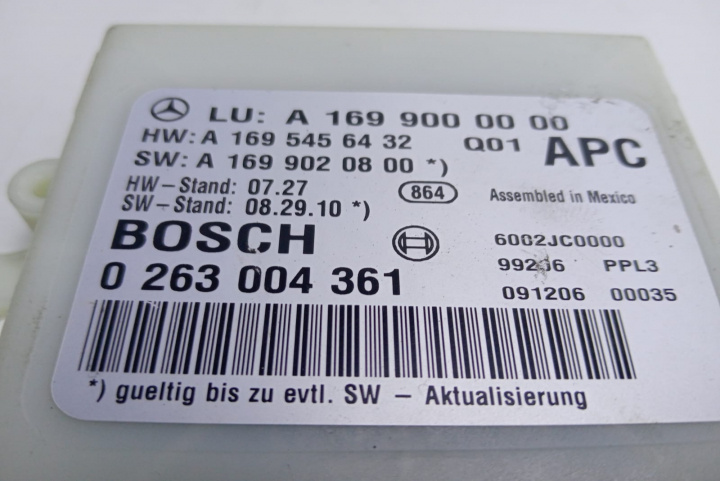 LU: A 169 900 00 00
HW: A 169 545 64 32 Q01 APC
SW: A 169 902 08 00 *)
HW-Stand: 07.27 864 Assembled in Mexico
SW-Stand: 08.29.10 *)
BOSCH 6002JC0000
0 263 004 361 99206 PPL3
091206 00035
*) gueltig bis zu evtl. SW - Aktualisierung